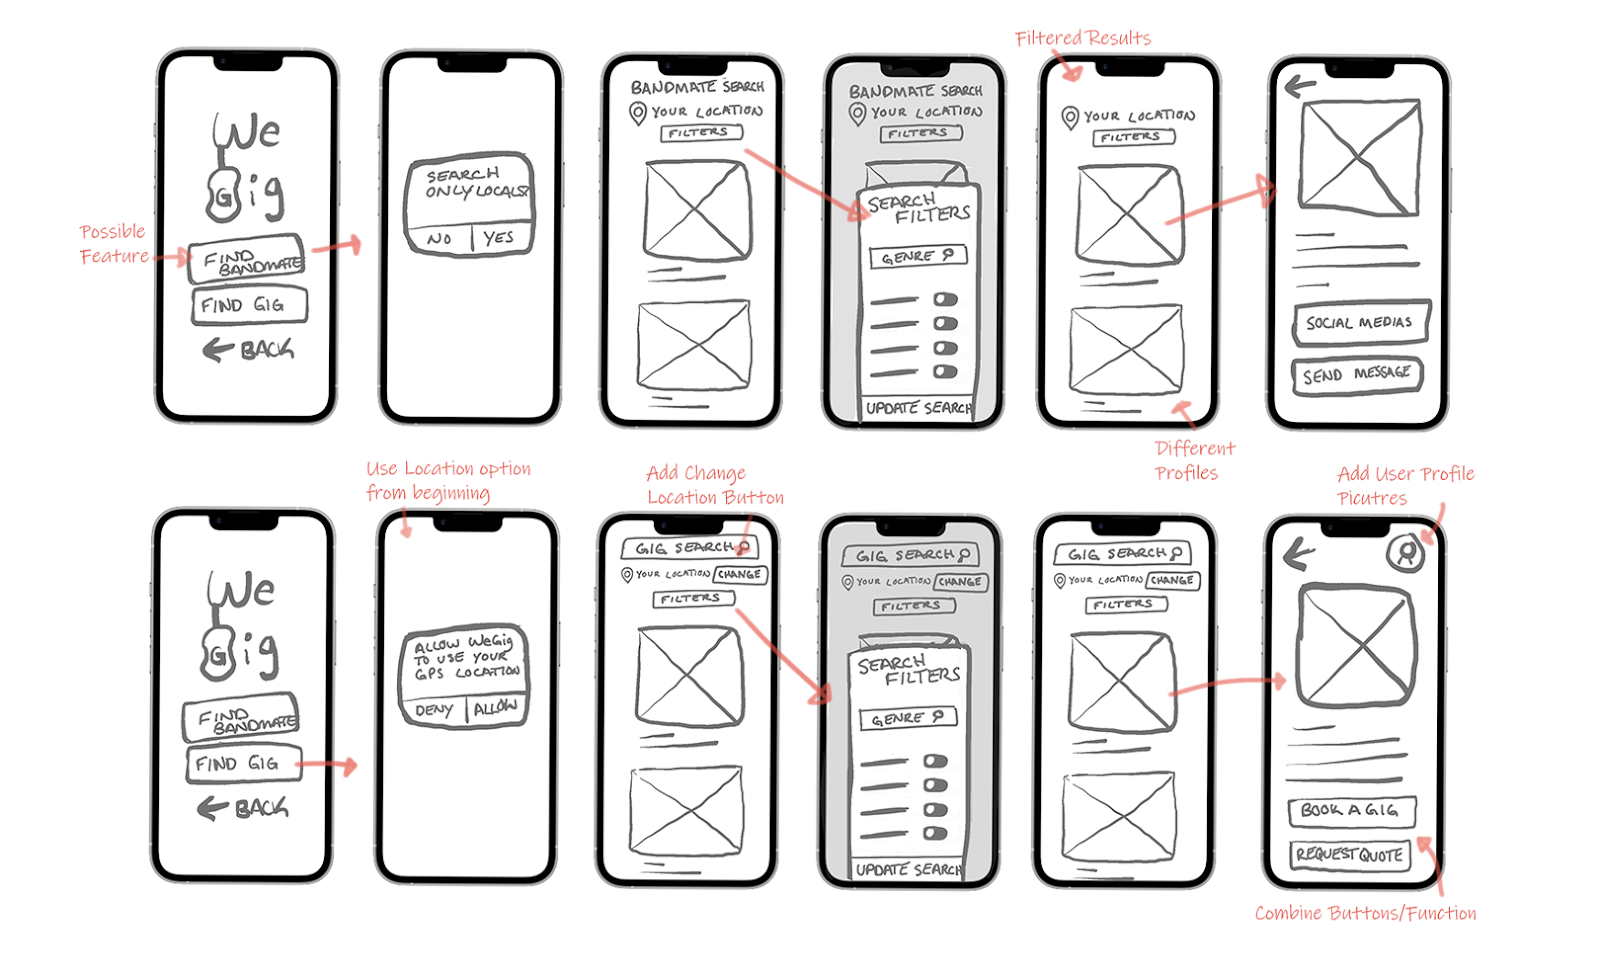 Filtered Results
We
Gig
Possible
Feature
FIND
BANDMATE
FIND GIG
BACK
SEARCH
ONLY LOCALS?
NO
YES
BANDMATE SEARCH
YOUR LOCATION
FILTERS
BANDMATE SEARCH
YOUR LOCATION
FILTERS
SEARCH
FILTERS
GENRE
UPDATE SEARCH
YOUR LOCATION
FILTERS
Different
Profiles
SOCIAL MEDIAS
SEND MESSAGE
We
Gig
FIND
BANDMATE
FIND GIG
BACK
Use Location option
from beginning
ALLOW WeGig
TO USE YOUR
GPS LOCATION
DENY
ALLOW
Add Change
Location Button
GIG SEARCH
YOUR LOCATION
CHANGE
FILTERS
GIG SEARCH
YOUR LOCATION
CHANGE
FILTERS
SEARCH
FILTERS
GENRE
UPDATE SEARCH
GIG SEARCH
YOUR LOCATION
CHANGE
FILTERS
Add User Profile
Picutres
BOOK A GIG
REQUEST QUOTE
Combine Buttons/Function